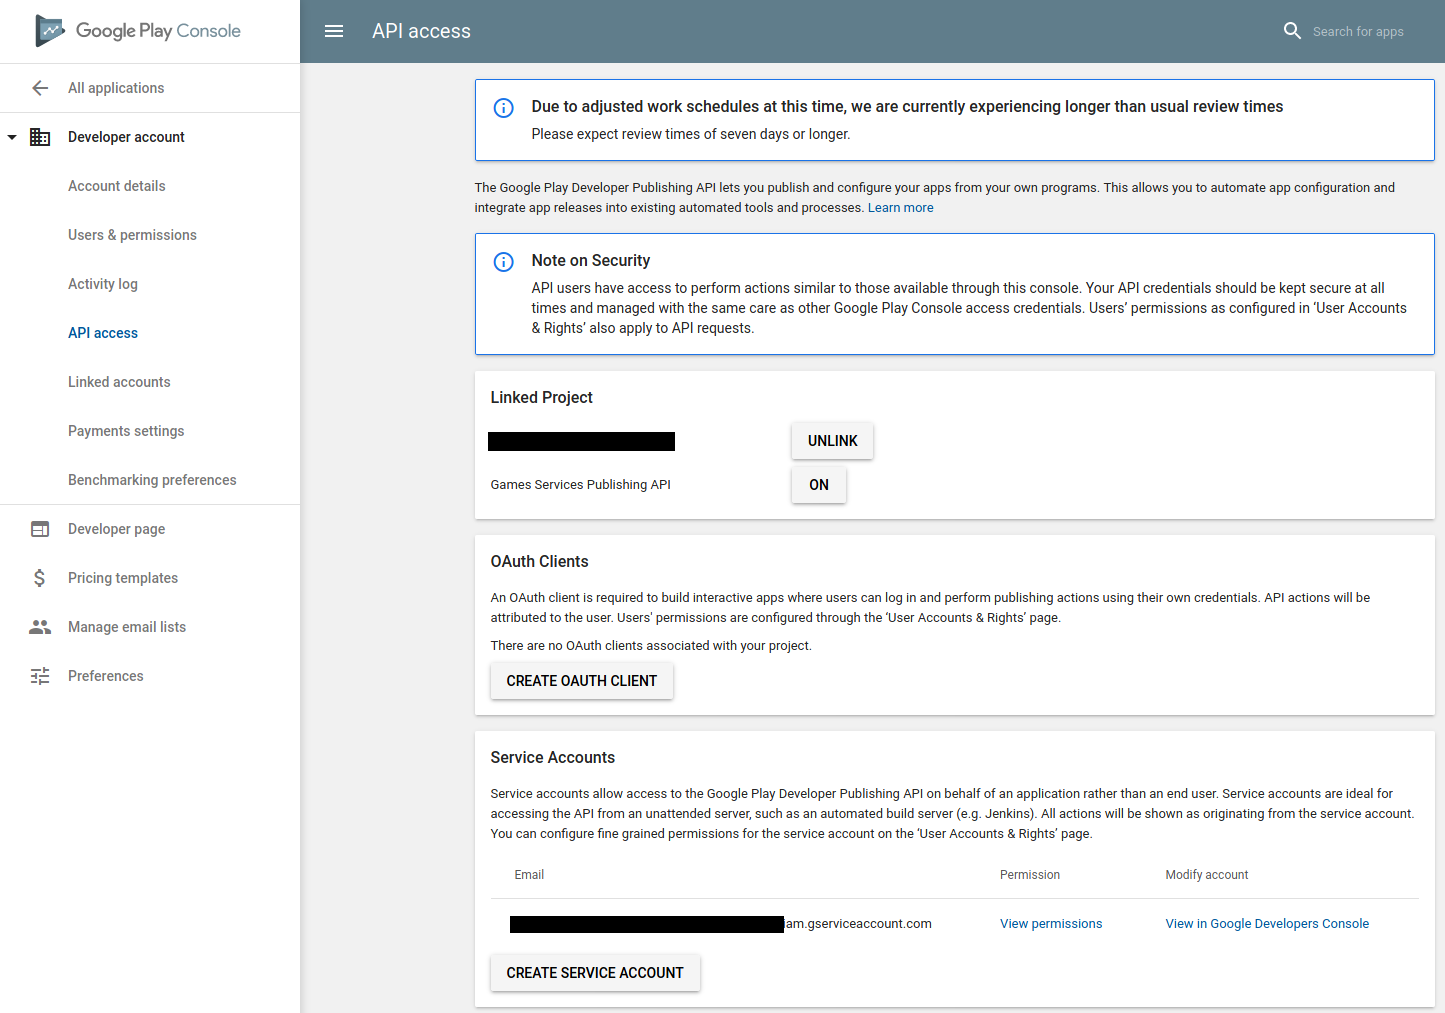 Google Play Console
API access
Search for apps
All applications
Developer account
Account details
Users & permissions
Activity log
API access
Linked accounts
Payments settings
Benchmarking preferences
Developer page
Pricing templates
Manage email lists
Preferences
Due to adjusted work schedules at this time, we are currently experiencing longer than usual review times
Please expect review times of seven days or longer.
The Google Play Developer Publishing API lets you publish and configure your apps from your own programs. This allows you to automate app configuration and
integrate app releases into existing automated tools and processes. Learn more
Note on Security
API users have access to perform actions similar to those available through this console. Your API credentials should be kept secure at all
times and managed with the same care as other Google Play Console access credentials. Users’ permissions as configured in ‘User Accounts
& Rights’ also apply to API requests.
Linked Project
UNLINK
Games Services Publishing API
ON
OAuth Clients
An OAuth client is required to build interactive apps where users can log in and perform publishing actions using their own credentials. API actions will be
attributed to the user. Users' permissions are configured through the ‘User Accounts & Rights’ page.
There are no OAuth clients associated with your project.
CREATE OAUTH CLIENT
Service Accounts
Service accounts allow access to the Google Play Developer Publishing API on behalf of an application rather than an end user. Service accounts are ideal for
accessing the API from an unattended server, such as an automated build server (e.g. Jenkins). All actions will be shown as originating from the service account.
You can configure fine grained permissions for the service account on the ‘User Accounts & Rights’ page.
Email Permission Modify account
iam.gserviceaccount.com View permissions View in Google Developers Console
CREATE SERVICE ACCOUNT